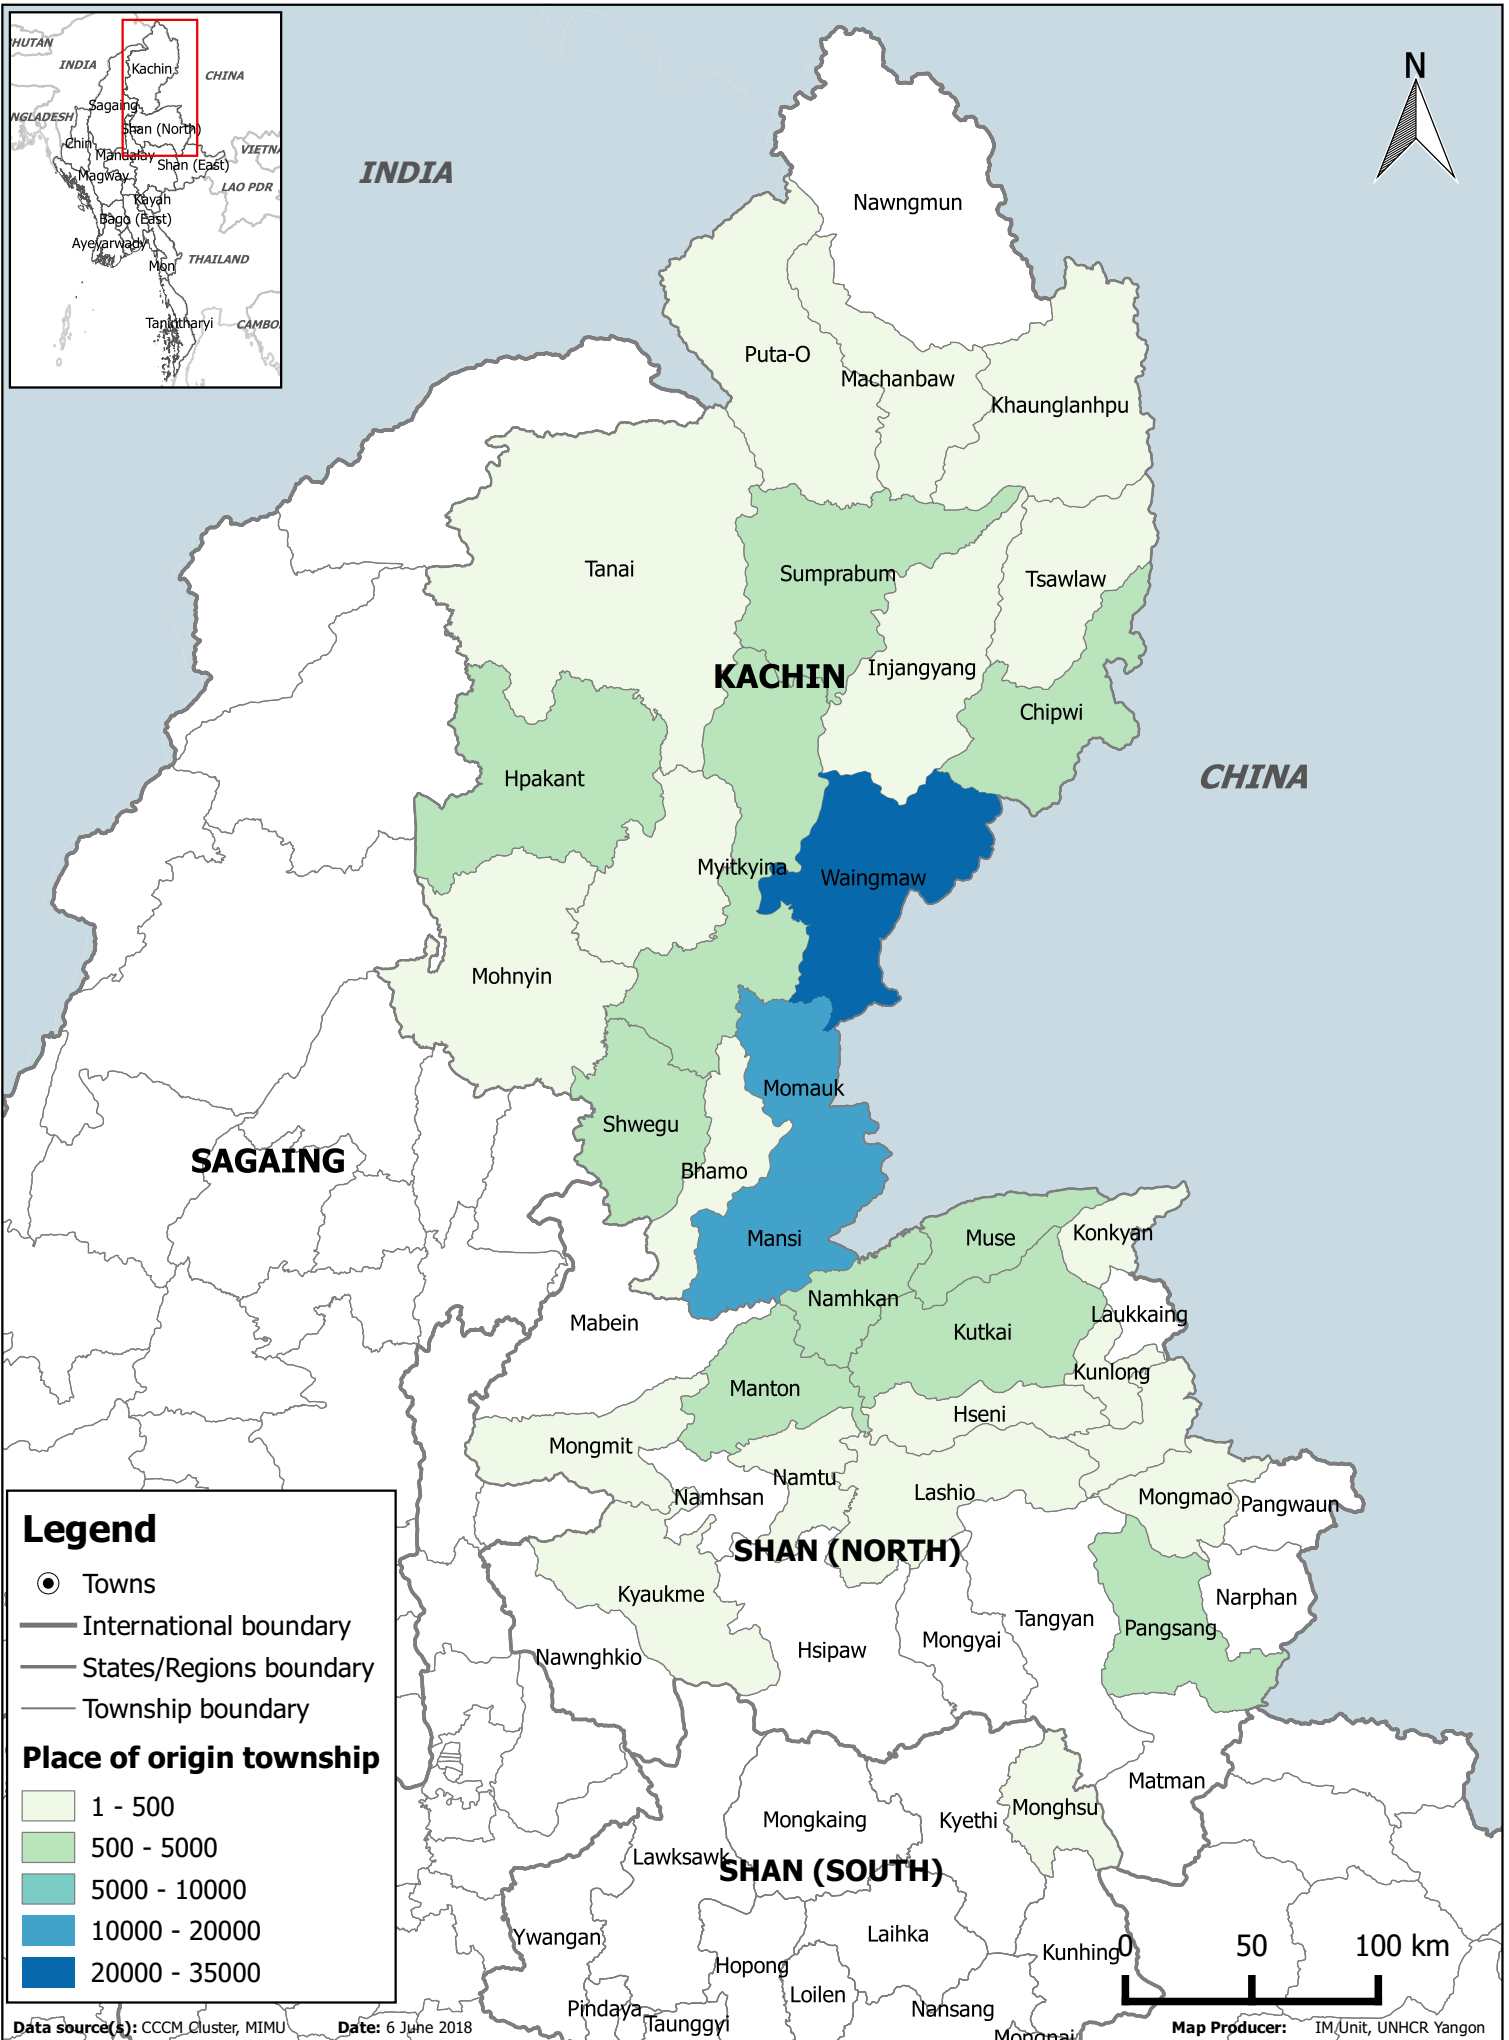 BHUTAN
INDIA
CHINA
Kachin
Sagaing
NGLADESH
Shan (North)
Chin
Mandalay
VIETNA
Shan (East)
Magway
LAO PDR
Kayah
Bago (East)
Ayeyarwady
THAILAND
Mon
Tanintharyi
CAMBO
N
INDIA
Nawngmun
Puta-O
Machanbaw
Khaunglanhpu
Tanai
Sumprabum
Tsawlaw
Injangyang
KACHIN
Chipwi
Hpakant
CHINA
Myitkyina
Waingmaw
Mohnyin
Momauk
Shwegu
SAGAING
Bhamo
Mansi
Muse
Konkyan
Namhkan
Laukkaing
Mabein
Kutkai
Kunlong
Manton
Hseni
Mongmit
Namtu
Namhsan
Lashio
Mongmao
Pangwaun
SHAN (NORTH)
Kyaukme
Narphan
Tangyan
Pangsang
Mongyai
Hsipaw
Nawnghkio
Matman
Monghsu
Mongkaing
Kyethi
Lawksawk
SHAN (SOUTH)
Laihka
Ywangan
Kunhing
Hopong
Loilen
Nansang
Pindaya
Taunggyi
Mongnai
Legend
Towns
International boundary
States/Regions boundary
Township boundary
Place of origin township
1 - 500
500 - 5000
5000 - 10000
10000 - 20000
20000 - 35000
0 50 100 km
Data source(s): CCCM Cluster, MIMU Date: 6 June 2018
Map Producer: IM Unit, UNHCR Yangon